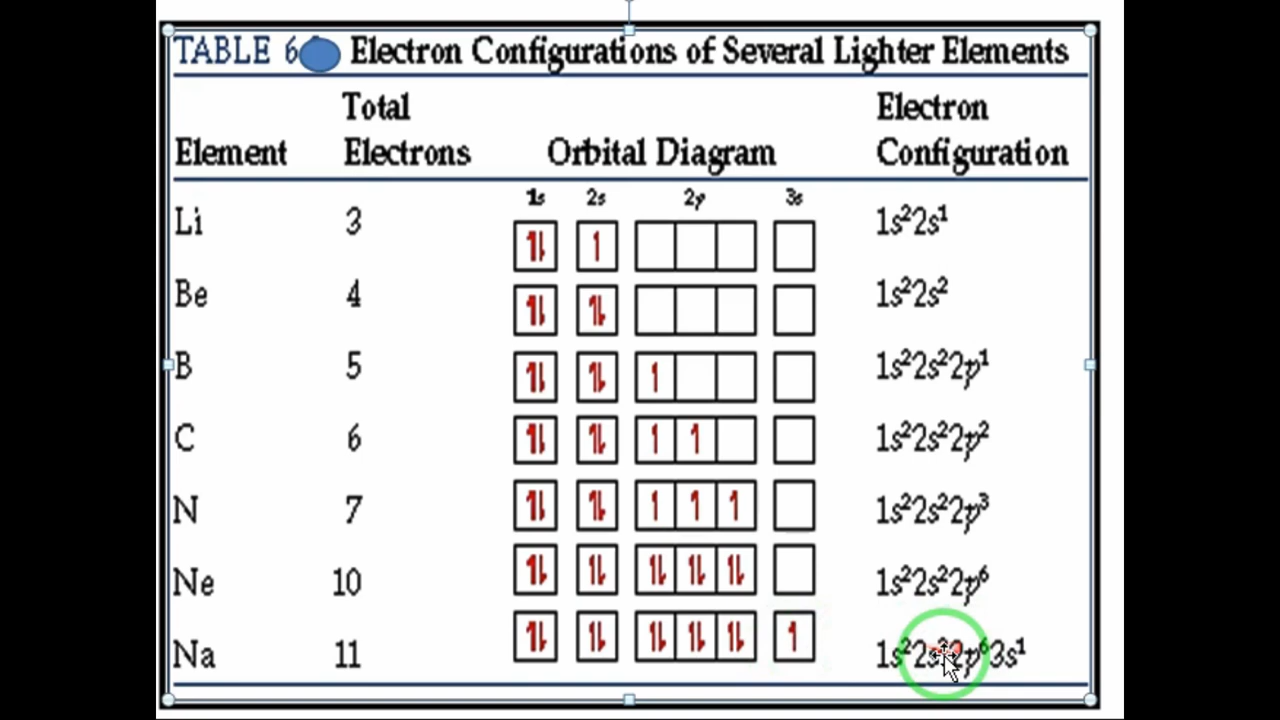 TABLE 6 Electron Configurations of Several Lighter Elements
Total Electron
Element Electrons Orbital Diagram Configuration
1s 2s 2p 3s
Li 3 1s²2s¹
Be 4 1s²2s²
B 5 1s²2s²2p¹
C 6 1s²2s²2p²
N 7 1s²2s²2p³
Ne 10 1s²2s²2p⁶
Na 11 1s²2s²2p⁶3s¹